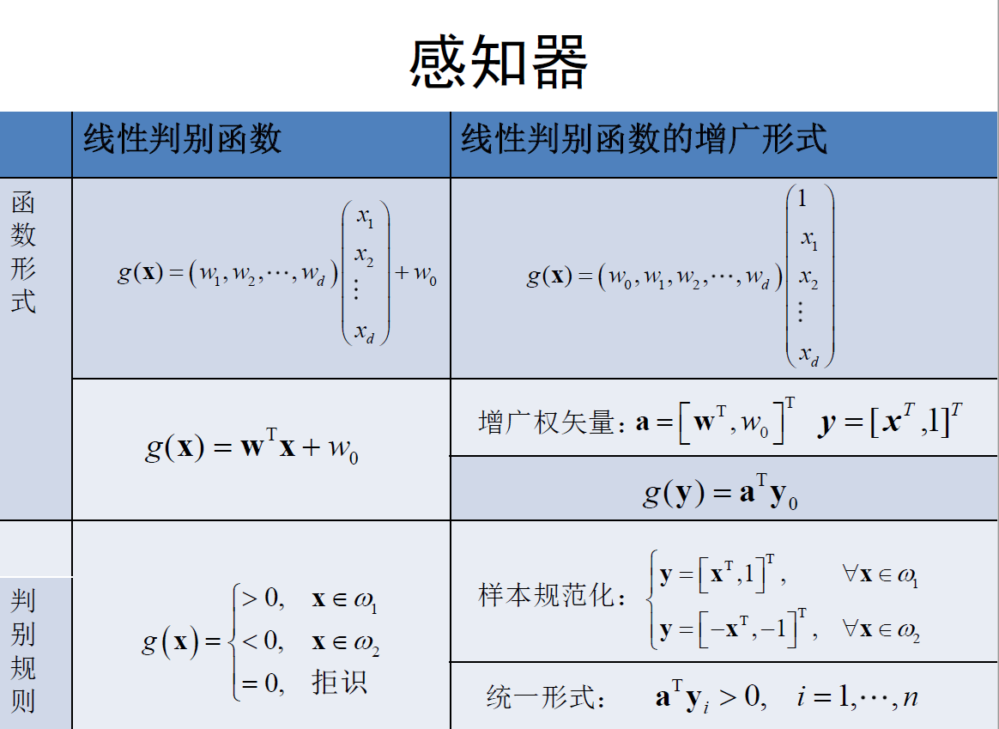 感知器
线性判别函数 线性判别函数的增广形式
函数形式
g(x) = (w₁, w₂, ⋯, w_d) (x₁ x₂ ⋮ x_d) + w₀
g(x) = (w₀, w₁, w₂, ⋯, w_d) (1 x₁ x₂ ⋮ x_d)
g(x) = wᵀx + w₀
增广权矢量: a = [wᵀ, w₀]ᵀ y = [xᵀ,1]ᵀ
g(y) = aᵀy₀
判别规则
g(x) = { > 0, x ∈ ω₁
< 0, x ∈ ω₂
= 0, 拒识
样本规范化: { y = [xᵀ,1]ᵀ, ∀x ∈ ω₁
y = [−xᵀ,−1]ᵀ, ∀x ∈ ω₂
统一形式: aᵀyᵢ > 0, i = 1,⋯,n